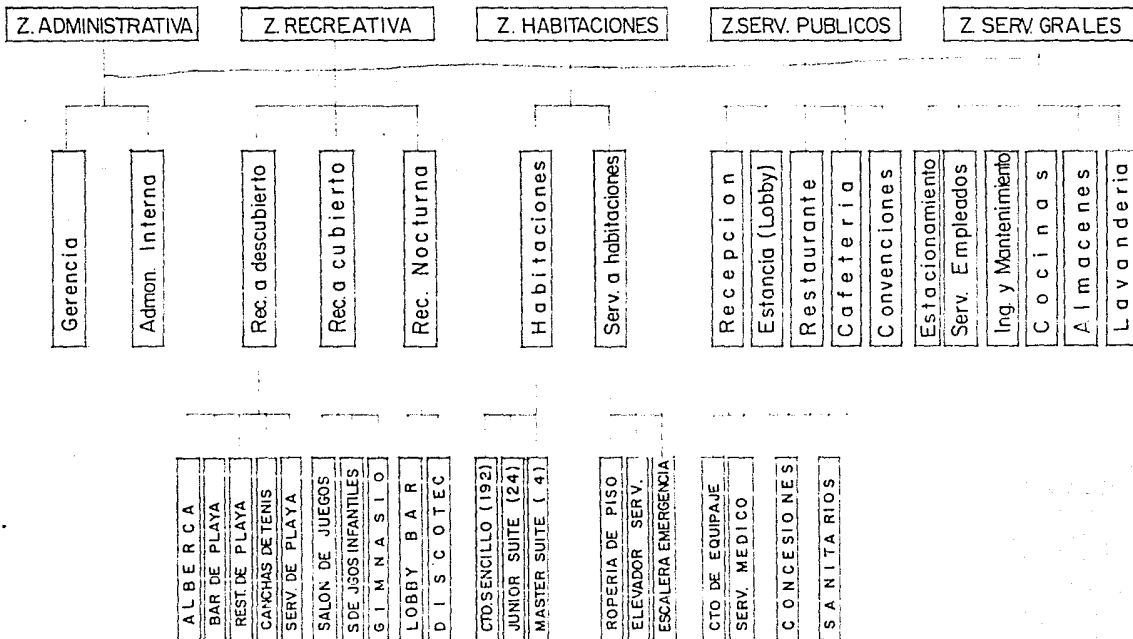 Z. ADMINISTRATIVA
Z. RECREATIVA
Z. HABITACIONES
Z.SERV. PUBLICOS
Z. SERV. GRALES
Gerencia
Admon. Interna
Rec. a descubierto
Rec. a cubierto
Rec. Nocturna
Habitaciones
Serv. a habitaciones
Recepcion
Estancia (Lobby)
Restaurante
Cafeteria
Convenciones
Estacionamiento
Serv. Empleados
Ing. y Mantenimiento
Cocinas
Almacenes
Lavanderia
ALBERCA
BAR DE PLAYA
REST. DE PLAYA
CANCHAS DE TENIS
SERV. DE PLAYA
SALON DE JUEGOS
S DE JGOS INFANTILES
GIMNASIO
LOBBY BAR
DISCOTEC
CTO. SENCILLO (192)
JUNIOR SUITE (24)
MASTER SUITE (4)
ROPERIA DE PISO
ELEVADOR SERV.
ESCALERA EMERGENCIA
CTO DE EQUIPAJE
SERV. MEDICO
CONCESIONES
SANITARIOS